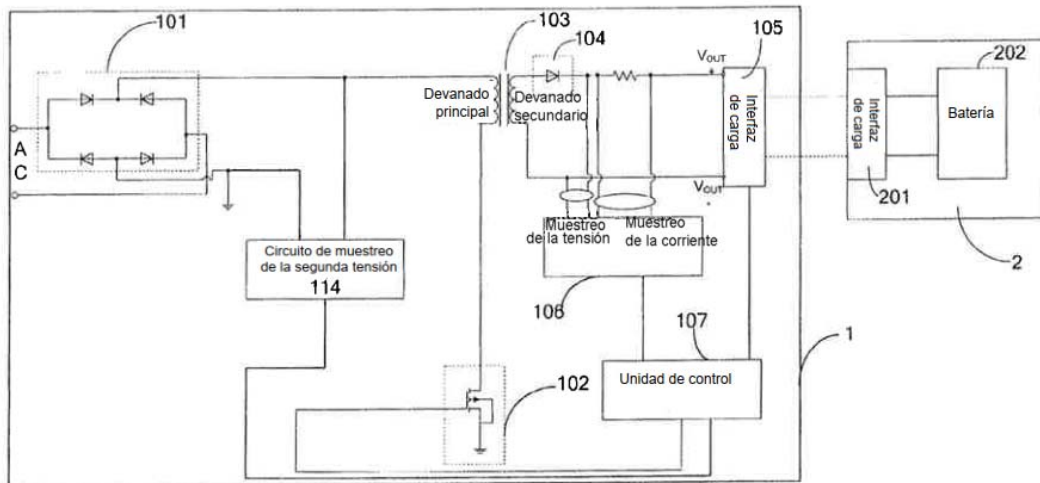 101
103
104
105
202
V_OUT
Devanado
principal
Devanado
secundario
Interfaz
de carga
Interfaz
de carga
Batería
A
C
201
V_OUT
Muestreo
de la tensión
Muestreo
de la corriente
2
Circuito de muestreo
de la segunda tensión
114
106
107
1
Unidad de control
102